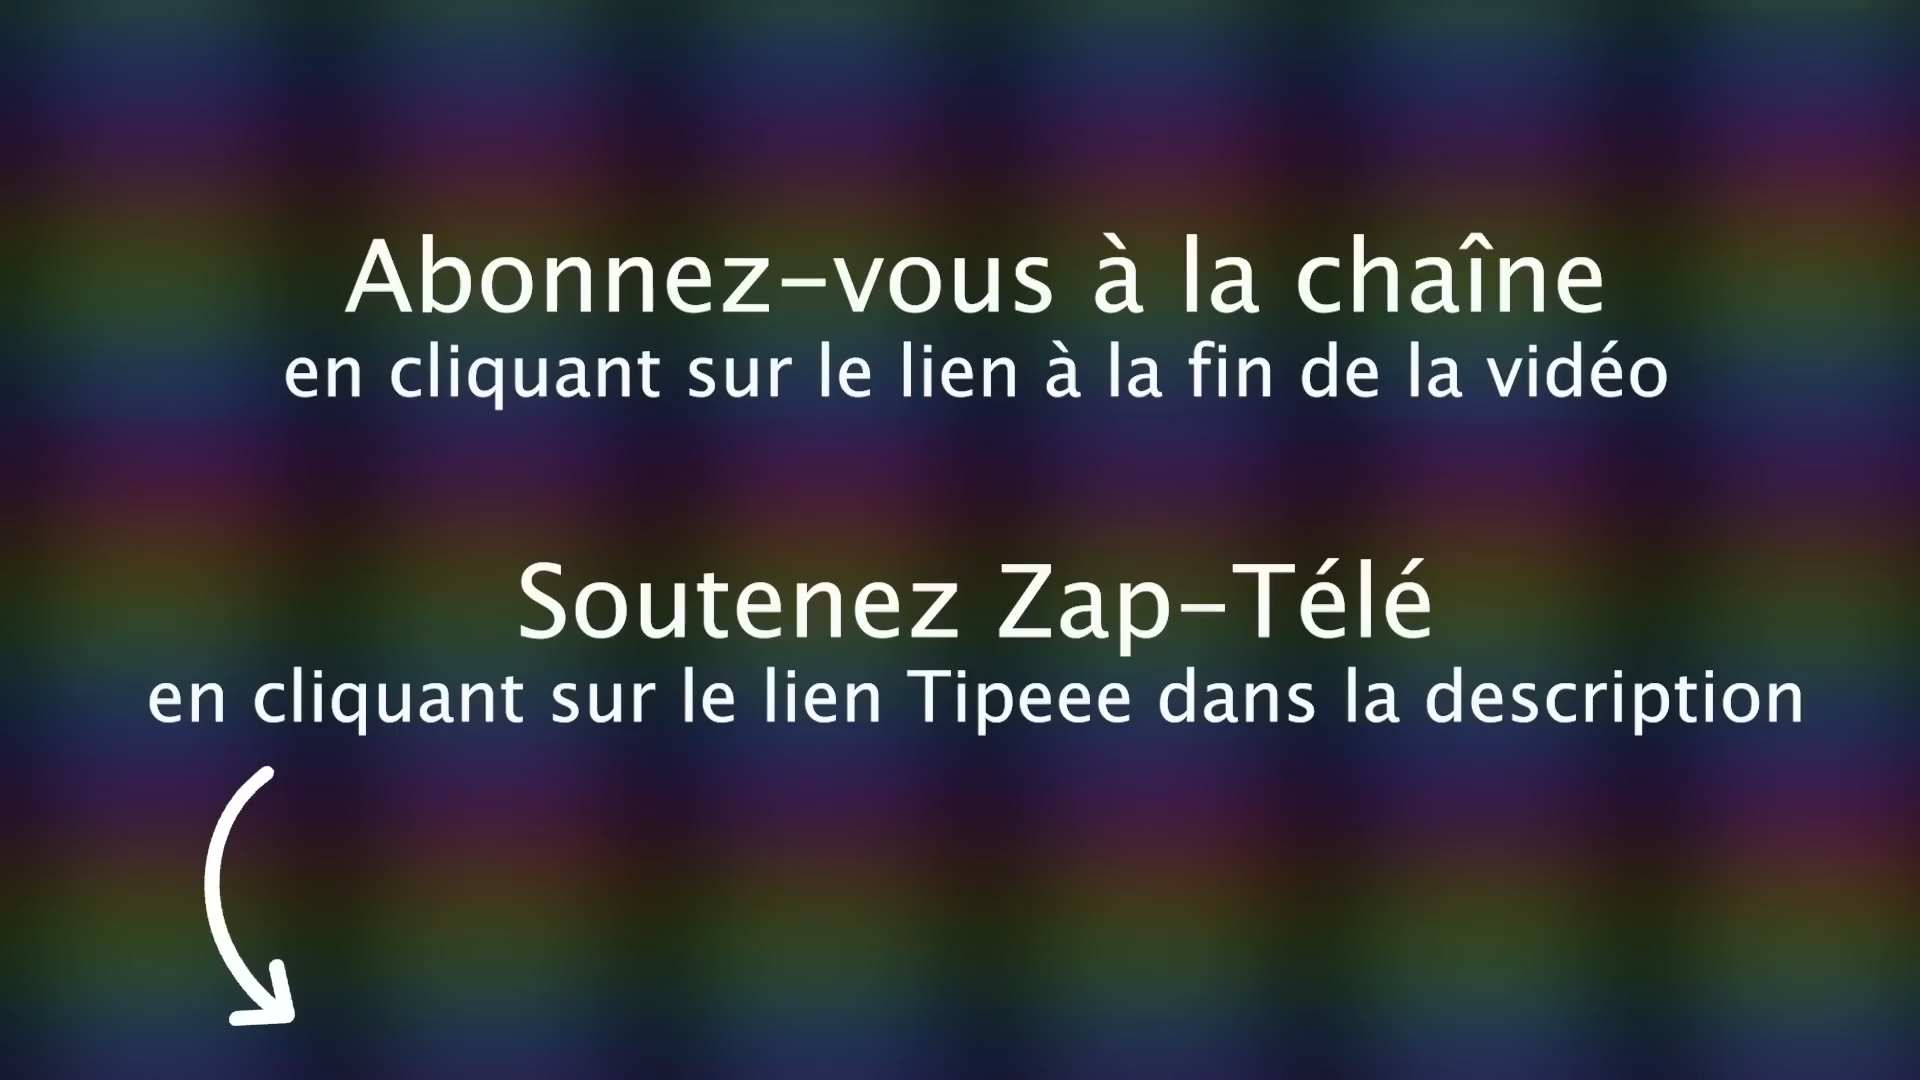 Abonnez-vous à la chaîne
en cliquant sur le lien à la fin de la vidéo
Soutenez Zap-Télé
en cliquant sur le lien Tipeee dans la description